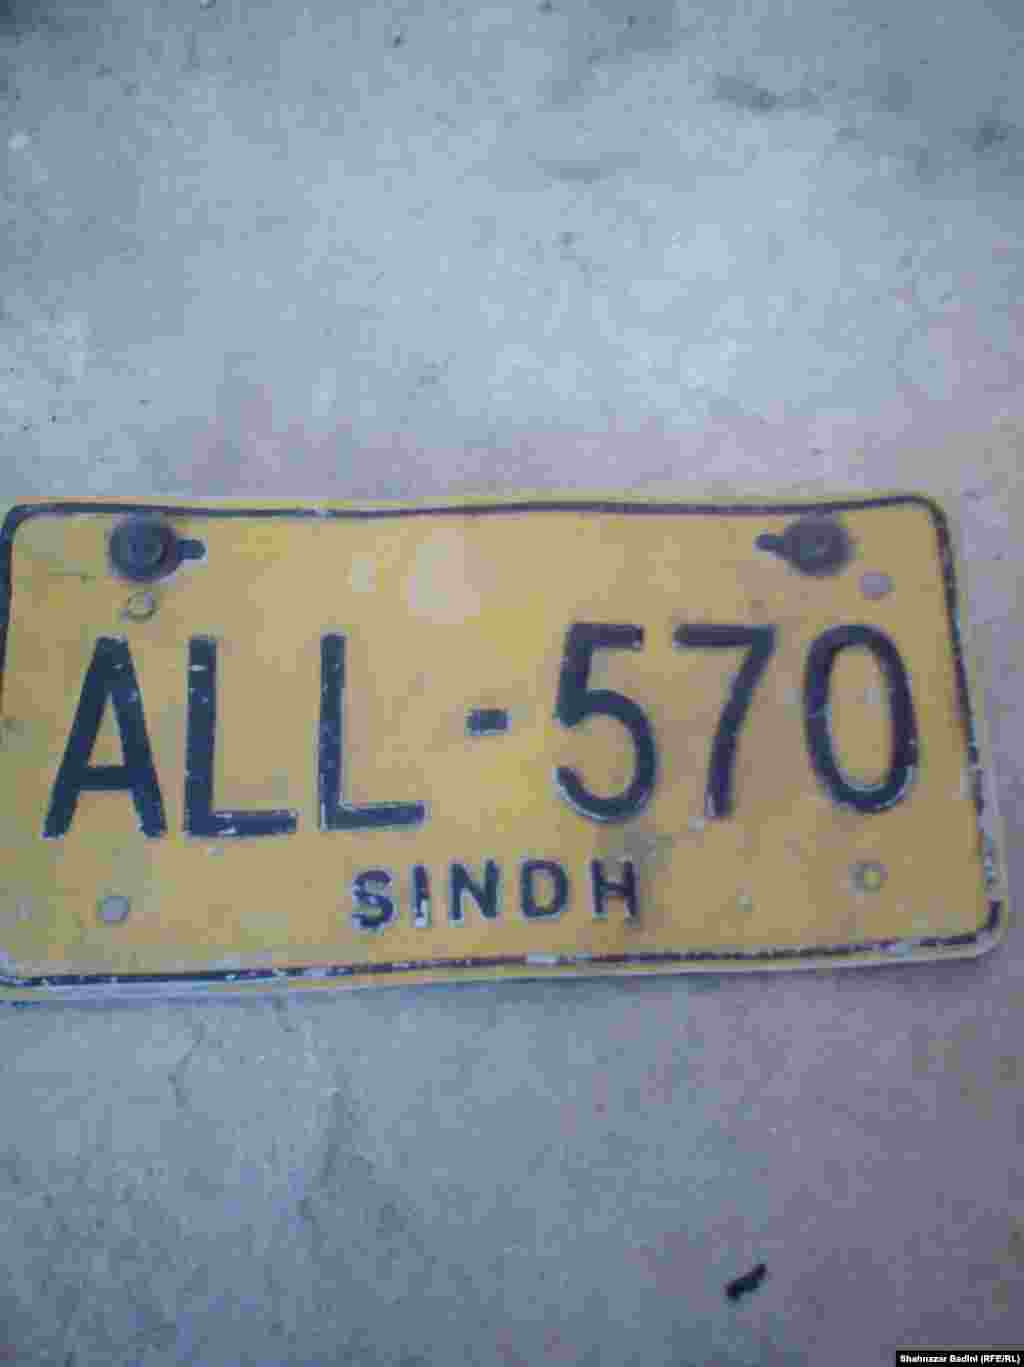 ALL-570
SINDH
Shahnazar Badini (RFE/RL)